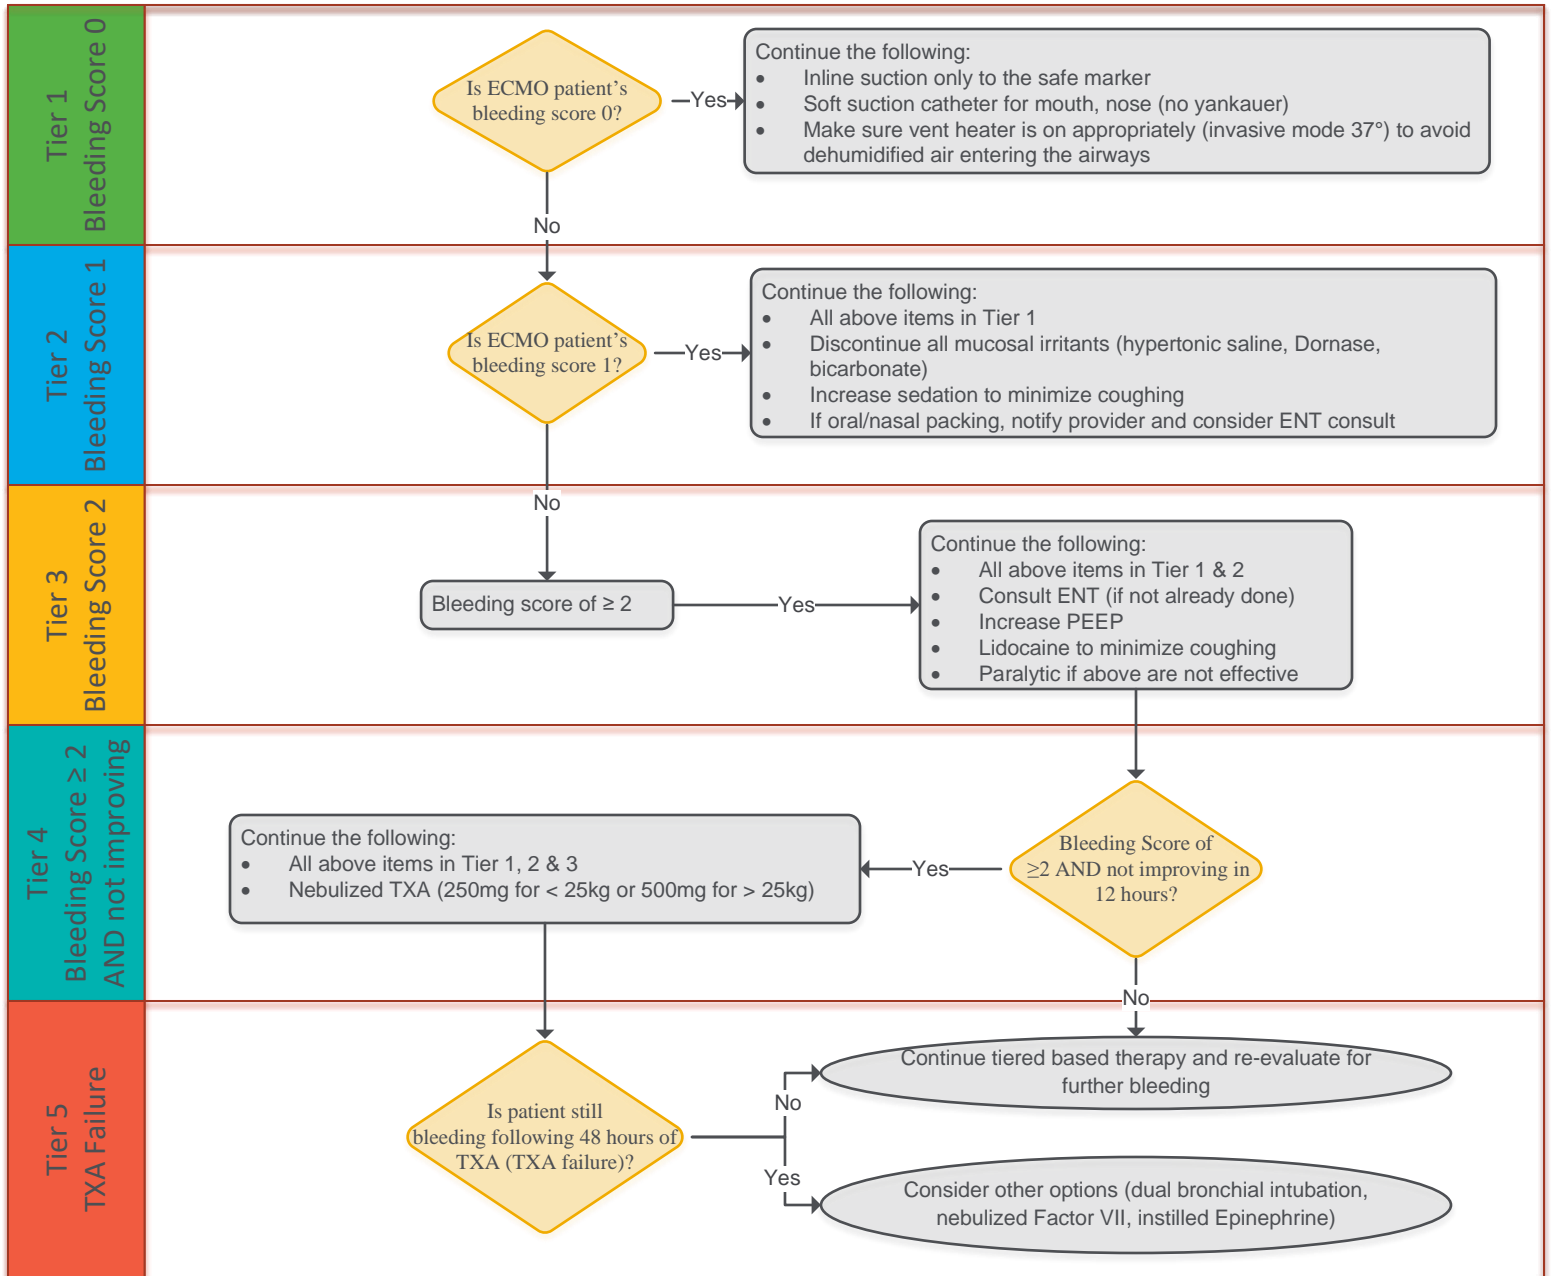 Tier 1
Bleeding Score 0
Is ECMO patient's
bleeding score 0?
Yes
Continue the following:
• Inline suction only to the safe marker
• Soft suction catheter for mouth, nose (no yankauer)
• Make sure vent heater is on appropriately (invasive mode 37°) to avoid
dehumidified air entering the airways
No
Tier 2
Bleeding Score 1
Is ECMO patient's
bleeding score 1?
Yes
Continue the following:
• All above items in Tier 1
• Discontinue all mucosal irritants (hypertonic saline, Dornase,
bicarbonate)
• Increase sedation to minimize coughing
• If oral/nasal packing, notify provider and consider ENT consult
No
Tier 3
Bleeding Score 2
Bleeding score of ≥ 2
Yes
Continue the following:
• All above items in Tier 1 & 2
• Consult ENT (if not already done)
• Increase PEEP
• Lidocaine to minimize coughing
• Paralytic if above are not effective
Tier 4
Bleeding Score ≥ 2
AND not improving
Bleeding Score of
≥2 AND not improving in
12 hours?
Yes
Continue the following:
• All above items in Tier 1, 2 & 3
• Nebulized TXA (250mg for < 25kg or 500mg for > 25kg)
No
Tier 5
TXA Failure
Is patient still
bleeding following 48 hours of
TXA (TXA failure)?
No
Continue tiered based therapy and re-evaluate for
further bleeding
Yes
Consider other options (dual bronchial intubation,
nebulized Factor VII, instilled Epinephrine)